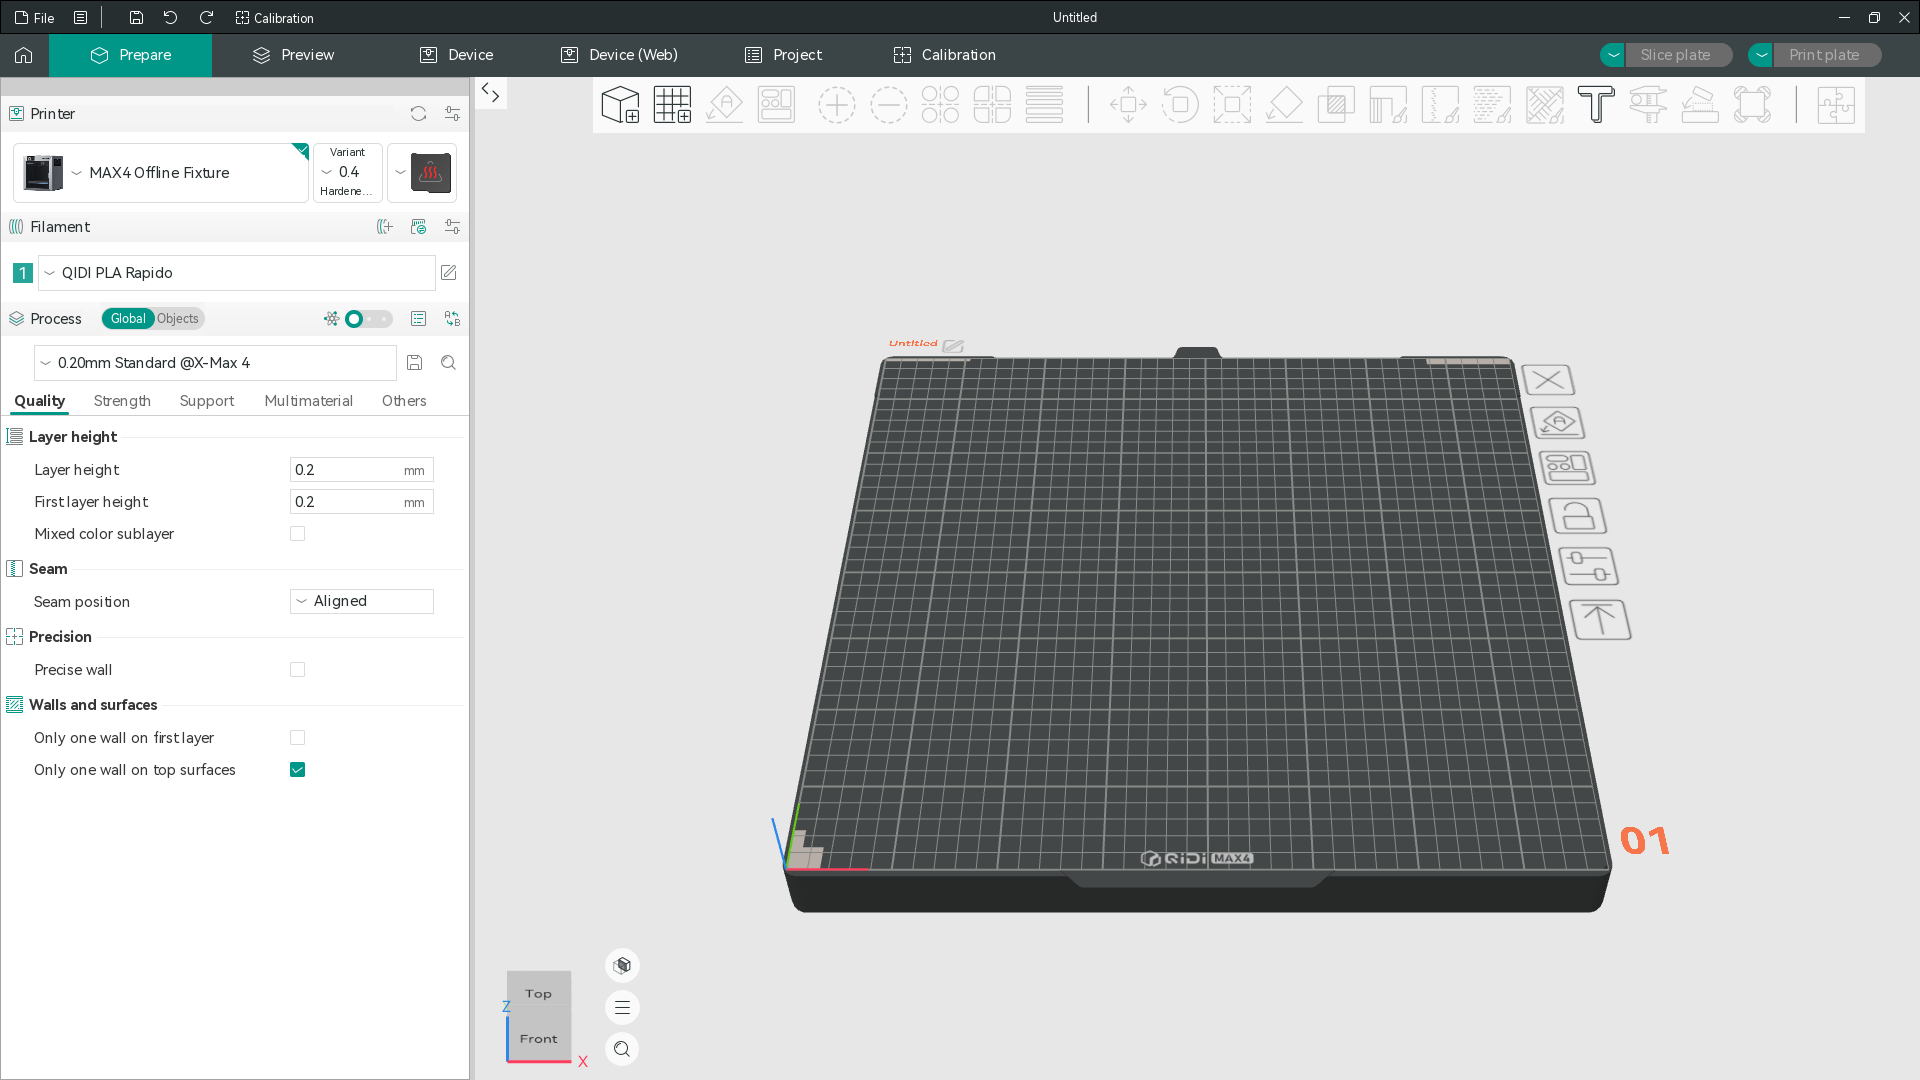 File
Calibration
Untitled
Prepare
Preview
Device
Device (Web)
Project
Calibration
Slice plate
Print plate
Printer
MAX4 Offline Fixture
Variant
0.4
Hardene...
Filament
1
QIDI PLA Rapido
Process
Global
Objects
0.20mm Standard @X-Max 4
Quality
Strength
Support
Multimaterial
Others
Layer height
Layer height
0.2 mm
First layer height
0.2 mm
Mixed color sublayer
Seam
Seam position
Aligned
Precision
Precise wall
Walls and surfaces
Only one wall on first layer
Only one wall on top surfaces
Untitled
QIDI MAX4
01
Top
Front
Z
X